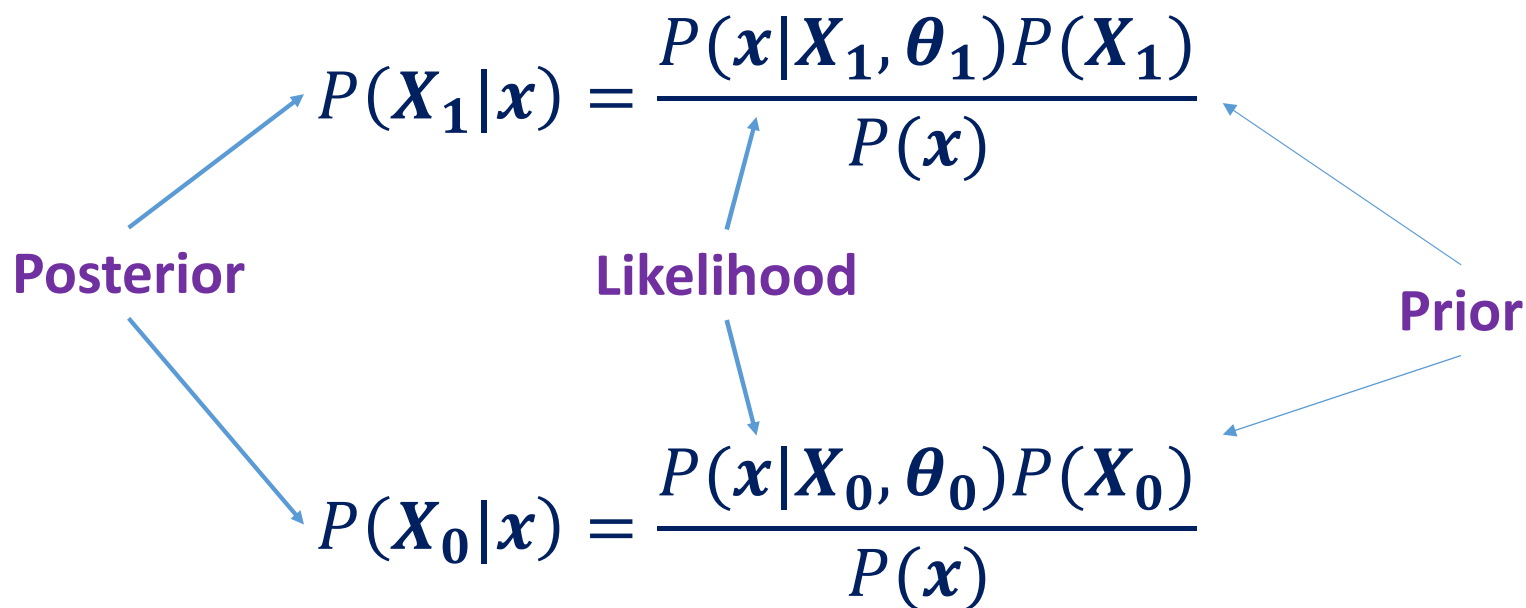 P(X₁|x) = P(x|X₁, θ₁)P(X₁) / P(x)
Posterior Likelihood Prior
P(X₀|x) = P(x|X₀, θ₀)P(X₀) / P(x)